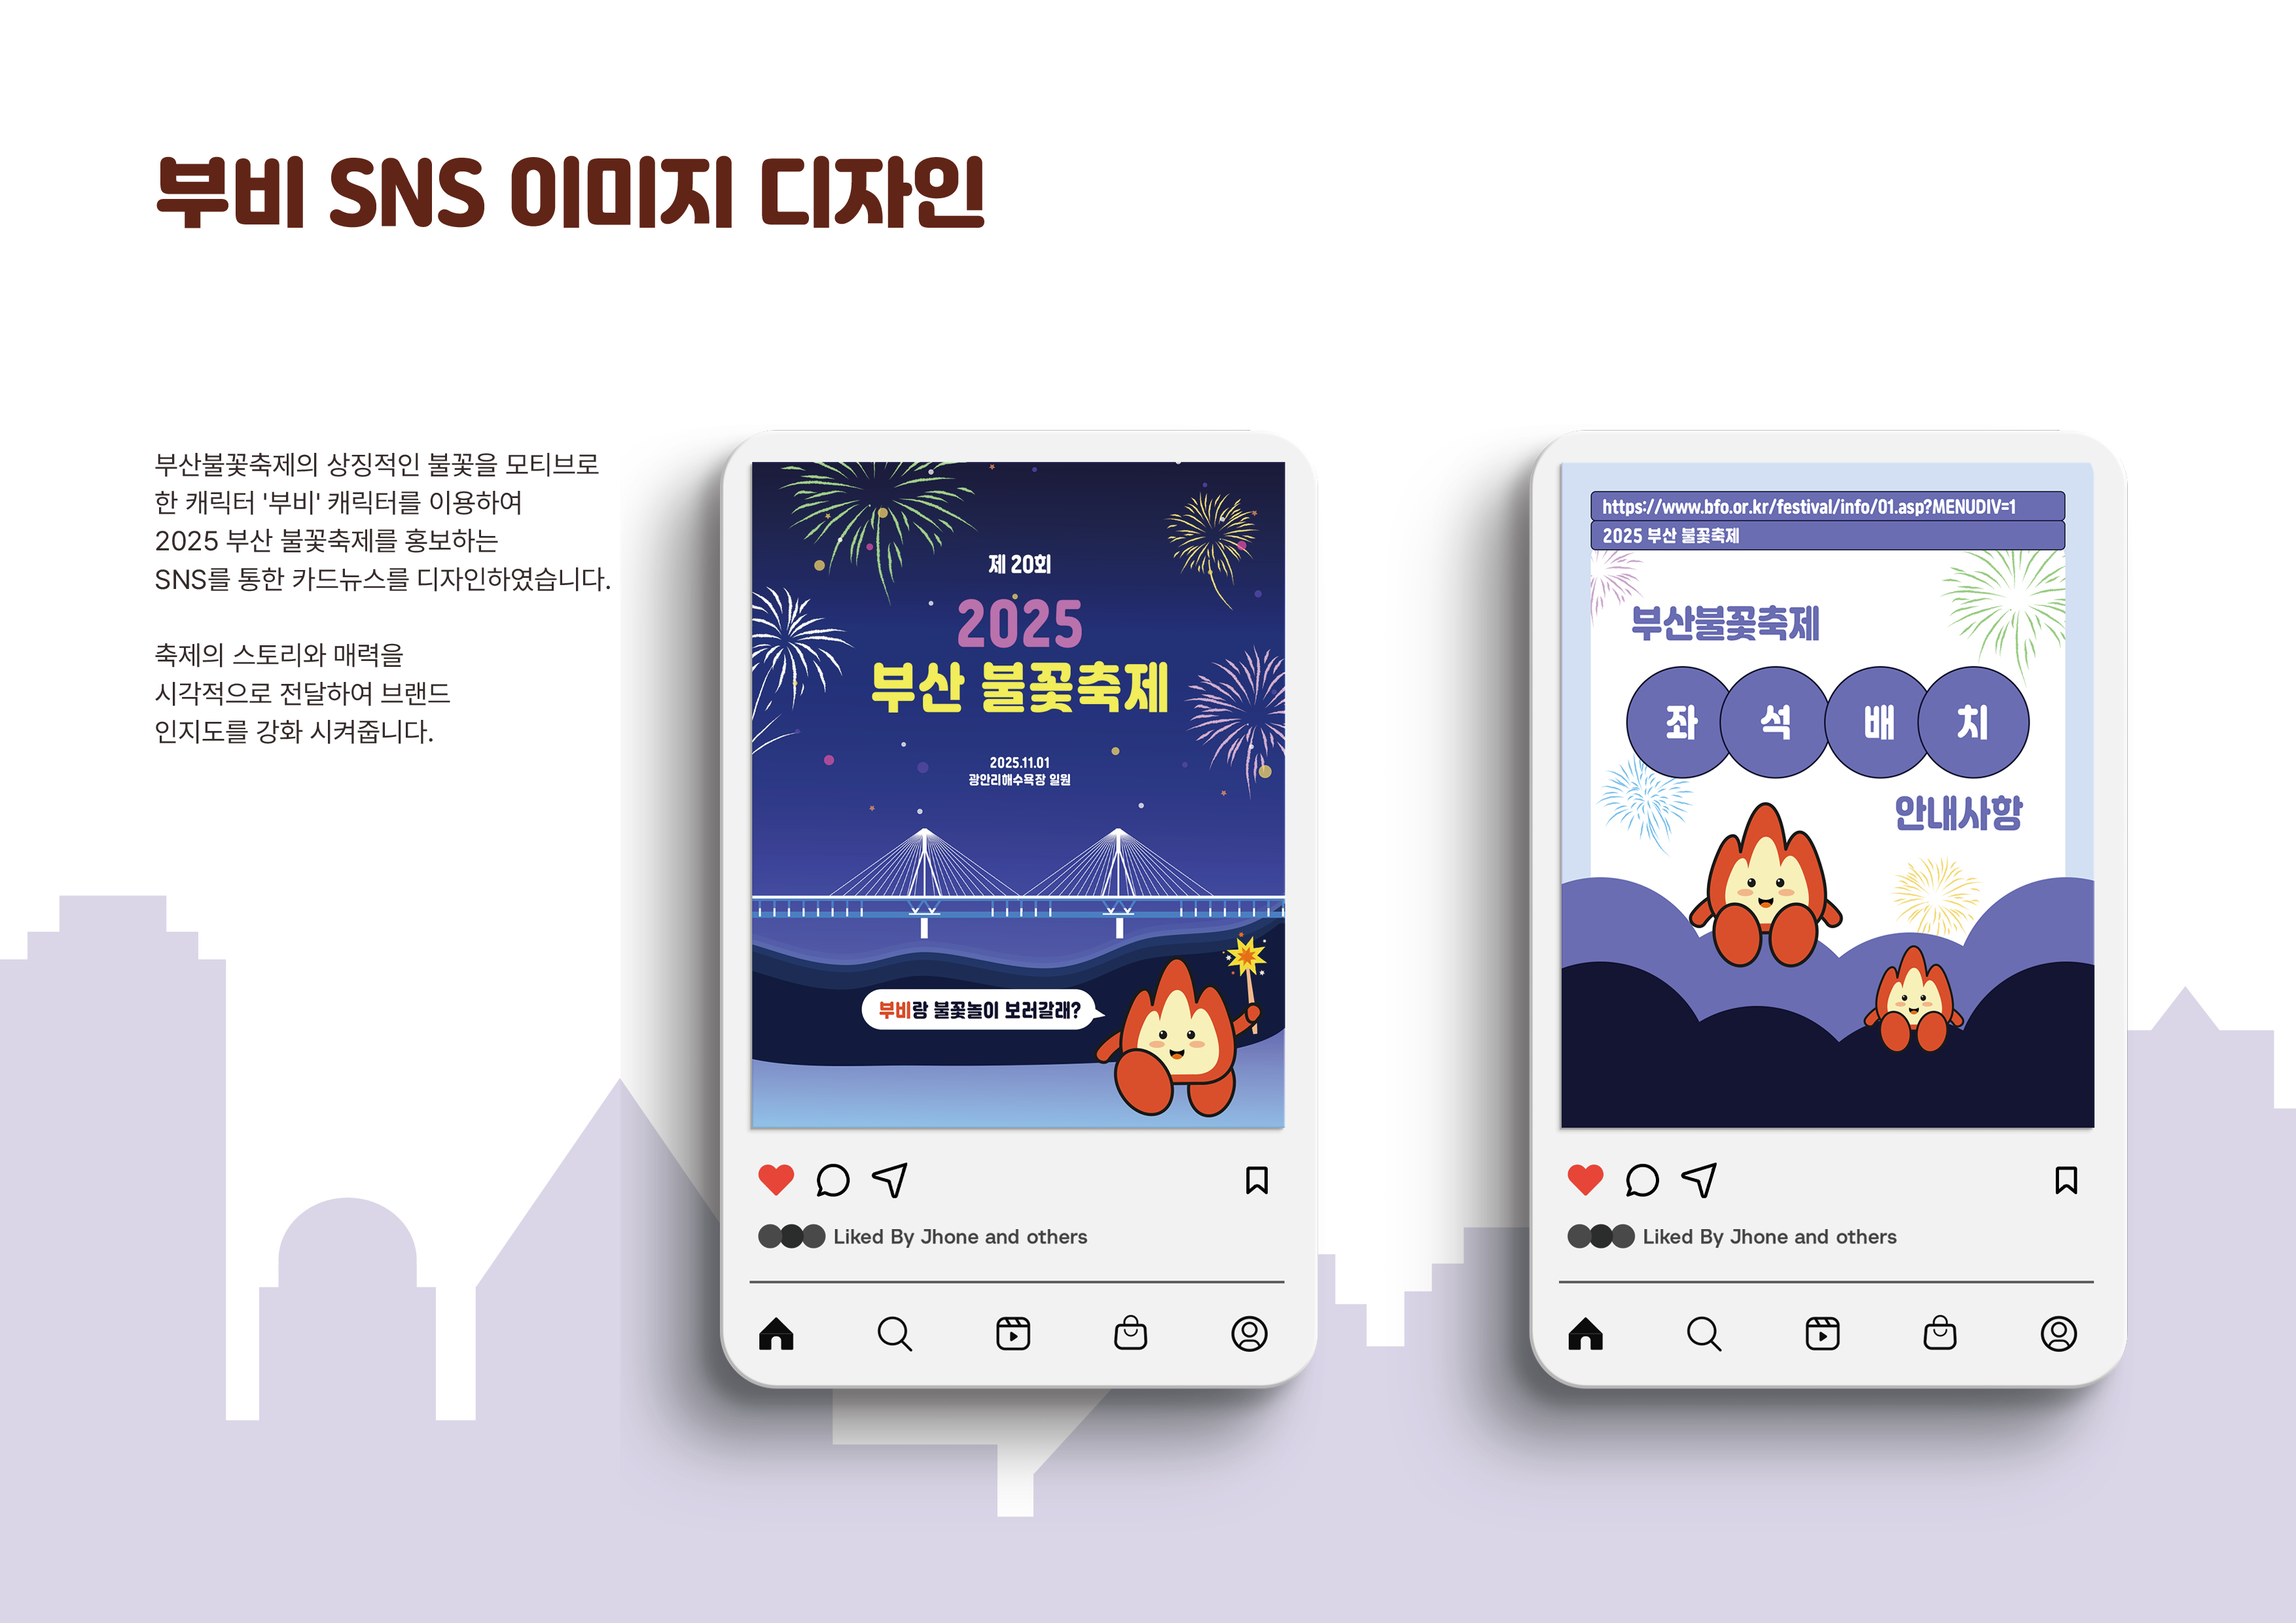 부비 SNS 이미지 디자인
부산불꽃축제의 상징적인 불꽃을 모티브로
한 캐릭터 '부비' 캐릭터를 이용하여
2025 부산 불꽃축제를 홍보하는
SNS를 통한 카드뉴스를 디자인하였습니다.
축제의 스토리와 매력을
시각적으로 전달하여 브랜드
인지도를 강화 시켜줍니다.
제 20회
2025
부산 불꽃축제
2025.11.01
광안리해수욕장 일원
부비랑 불꽃놀이 보러갈래?
Liked By Jhone and others
https://www.bfo.or.kr/festival/info/01.asp?MENUDIV=1
2025 부산 불꽃축제
부산불꽃축제
좌석배치
안내사항
Liked By Jhone and others